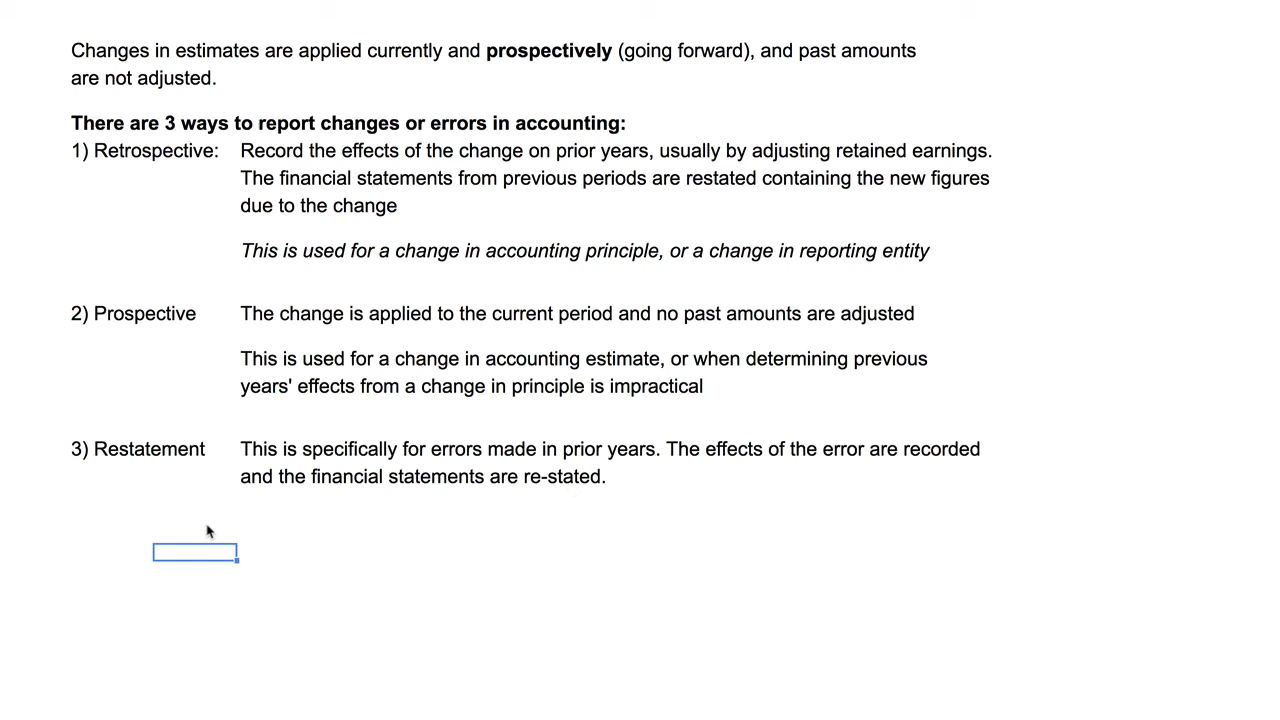 Changes in estimates are applied currently and prospectively (going forward), and past amounts
are not adjusted.
There are 3 ways to report changes or errors in accounting:
1) Retrospective: Record the effects of the change on prior years, usually by adjusting retained earnings.
The financial statements from previous periods are restated containing the new figures
due to the change
This is used for a change in accounting principle, or a change in reporting entity
2) Prospective The change is applied to the current period and no past amounts are adjusted
This is used for a change in accounting estimate, or when determining previous
years' effects from a change in principle is impractical
3) Restatement This is specifically for errors made in prior years. The effects of the error are recorded
and the financial statements are re-stated.